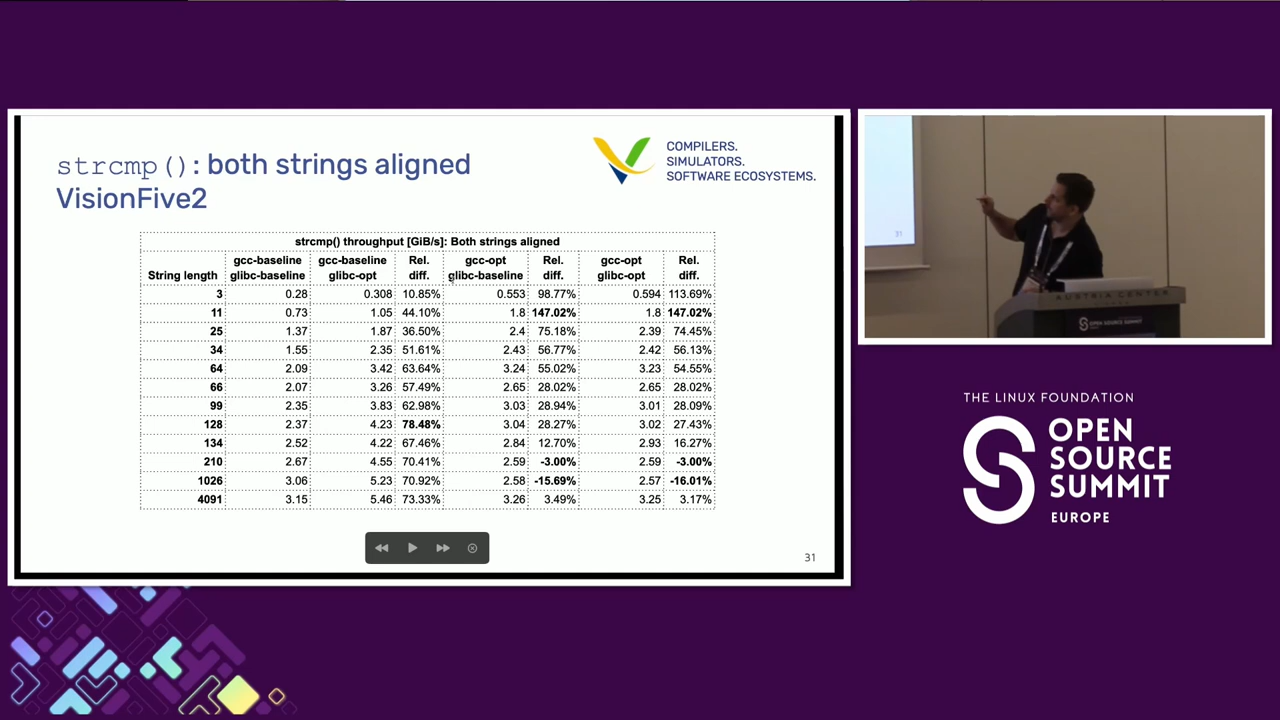 strcmp(): both strings aligned
VisionFive2
COMPILERS.
SIMULATORS.
SOFTWARE ECOSYSTEMS.
strcmp() throughput [GiB/s]: Both strings aligned
String length gcc-baseline glibc-baseline gcc-baseline glibc-opt Rel. diff. gcc-opt glibc-baseline Rel. diff. gcc-opt glibc-opt Rel. diff.
3 0.28 0.308 10.85% 0.553 98.77% 0.594 113.69%
11 0.73 1.05 44.10% 1.8 147.02% 1.8 147.02%
25 1.37 1.87 36.50% 2.4 75.18% 2.39 74.45%
34 1.55 2.35 51.61% 2.43 56.77% 2.42 56.13%
64 2.09 3.42 63.64% 3.24 55.02% 3.23 54.55%
66 2.07 3.26 57.49% 2.65 28.02% 2.65 28.02%
99 2.35 3.83 62.98% 3.03 28.94% 3.01 28.09%
128 2.37 4.23 78.48% 3.04 28.27% 3.02 27.43%
134 2.52 4.22 67.46% 2.84 12.70% 2.93 16.27%
210 2.67 4.55 70.41% 2.59 -3.00% 2.59 -3.00%
1026 3.06 5.23 70.92% 2.58 -15.69% 2.57 -16.01%
4091 3.15 5.46 73.33% 3.26 3.49% 3.25 3.17%
31
31
AUSTRIA CENTER
OPEN SOURCE SUMMIT
THE LINUX FOUNDATION
OPEN
SOURCE
SUMMIT
EUROPE